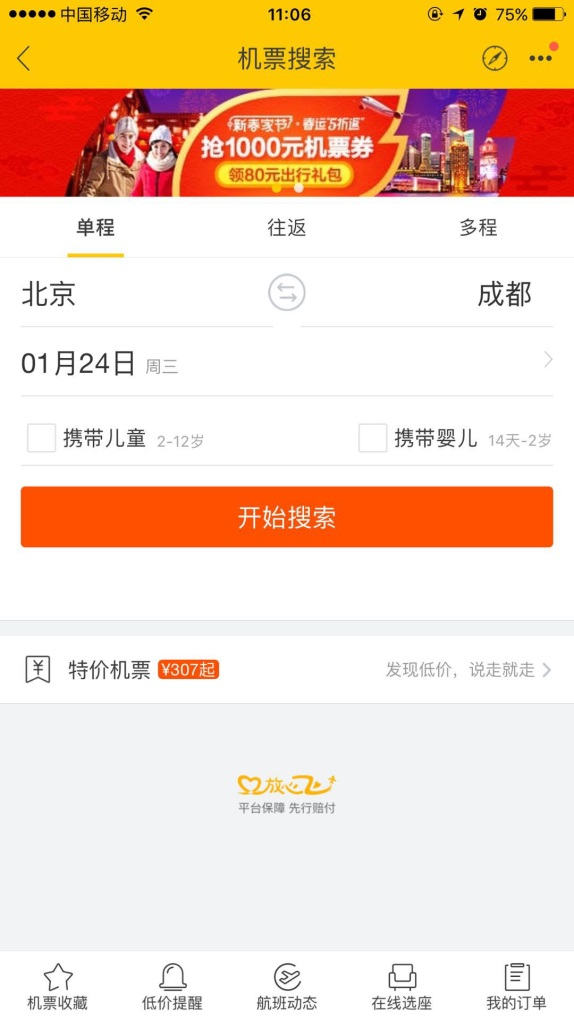 中国移动
11:06
75%
机票搜索
新春家节·春运5折返
抢1000元机票券
领80元出行礼包
单程
往返
多程
北京
成都
01月24日 周三
携带儿童 2-12岁
携带婴儿 14天-2岁
开始搜索
特价机票 ¥307起
发现低价，说走就走
放心飞
平台保障 先行赔付
机票收藏
低价提醒
航班动态
在线选座
我的订单